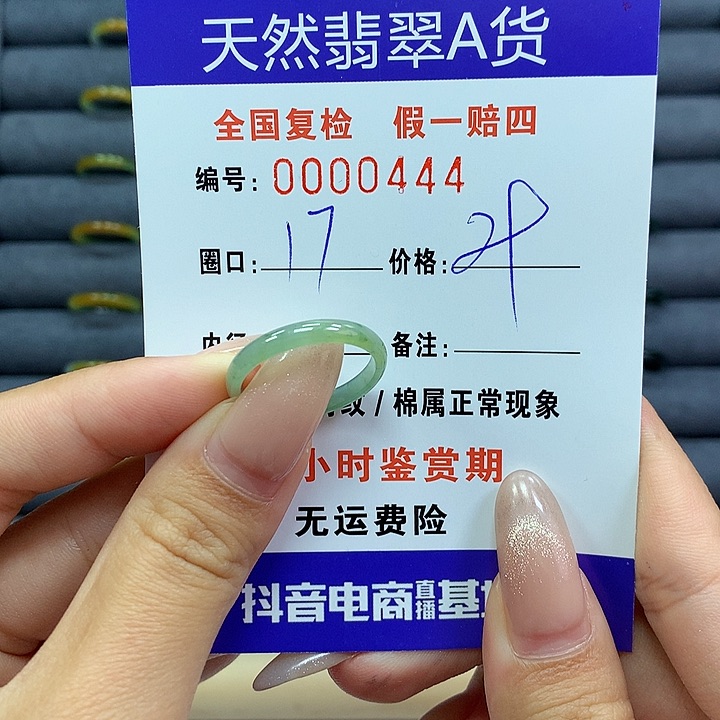 天然翡翠A货
全国复检 假一赔四
编号: 0000444
圈口: 17 价格:
内径 备注:
纹 / 棉属正常现象
小时鉴赏期
无运费险
抖音电商直播基